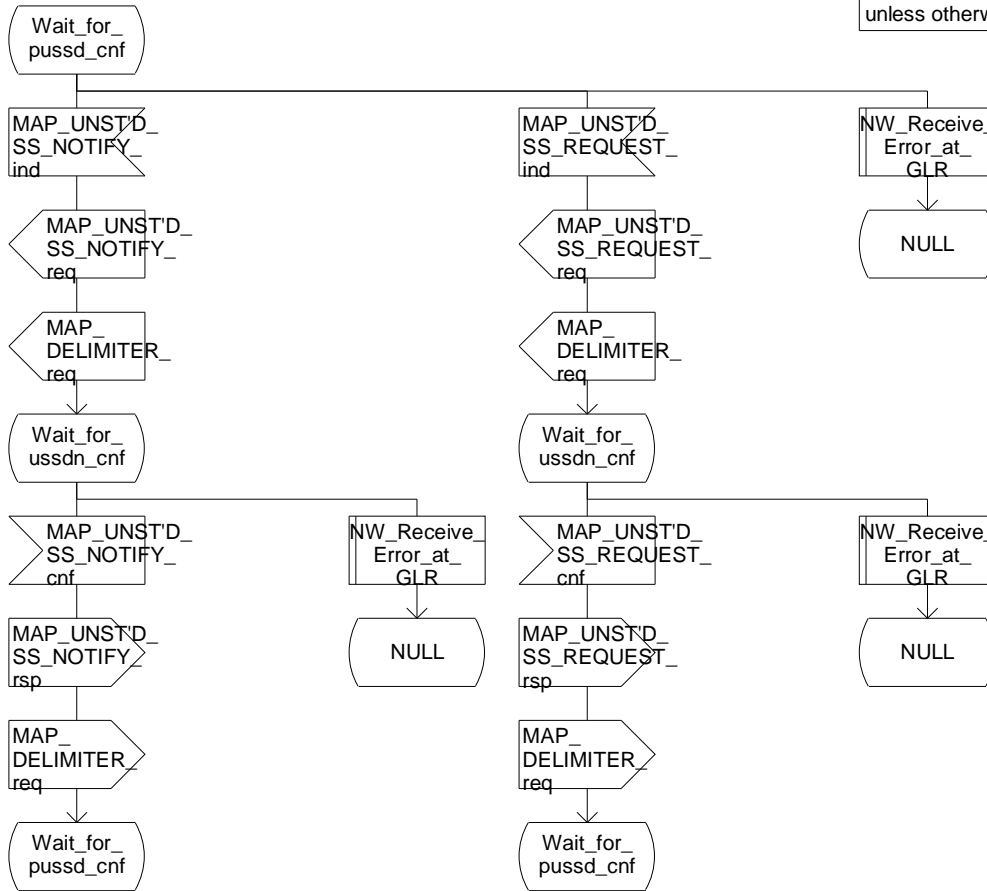 unless otherw
Wait_for_
pussd_cnf
MAP_UNST'D_
SS_NOTIFY_
ind
MAP_UNST'D_
SS_REQUEST_
ind
NW_Receive_
Error_at_
GLR
MAP_UNST'D_
SS_NOTIFY_
req
MAP_UNST'D_
SS_REQUEST_
req
NULL
MAP_
DELIMITER_
req
MAP_
DELIMITER_
req
Wait_for_
ussdn_cnf
Wait_for_
ussdn_cnf
MAP_UNST'D_
SS_NOTIFY_
cnf
NW_Receive_
Error_at_
GLR
MAP_UNST'D_
SS_REQUEST_
cnf
NW_Receive_
Error_at_
GLR
MAP_UNST'D_
SS_NOTIFY_
rsp
NULL
MAP_UNST'D_
SS_REQUEST_
rsp
NULL
MAP_
DELIMITER_
req
MAP_
DELIMITER_
req
Wait_for_
pussd_cnf
Wait_for_
pussd_cnf